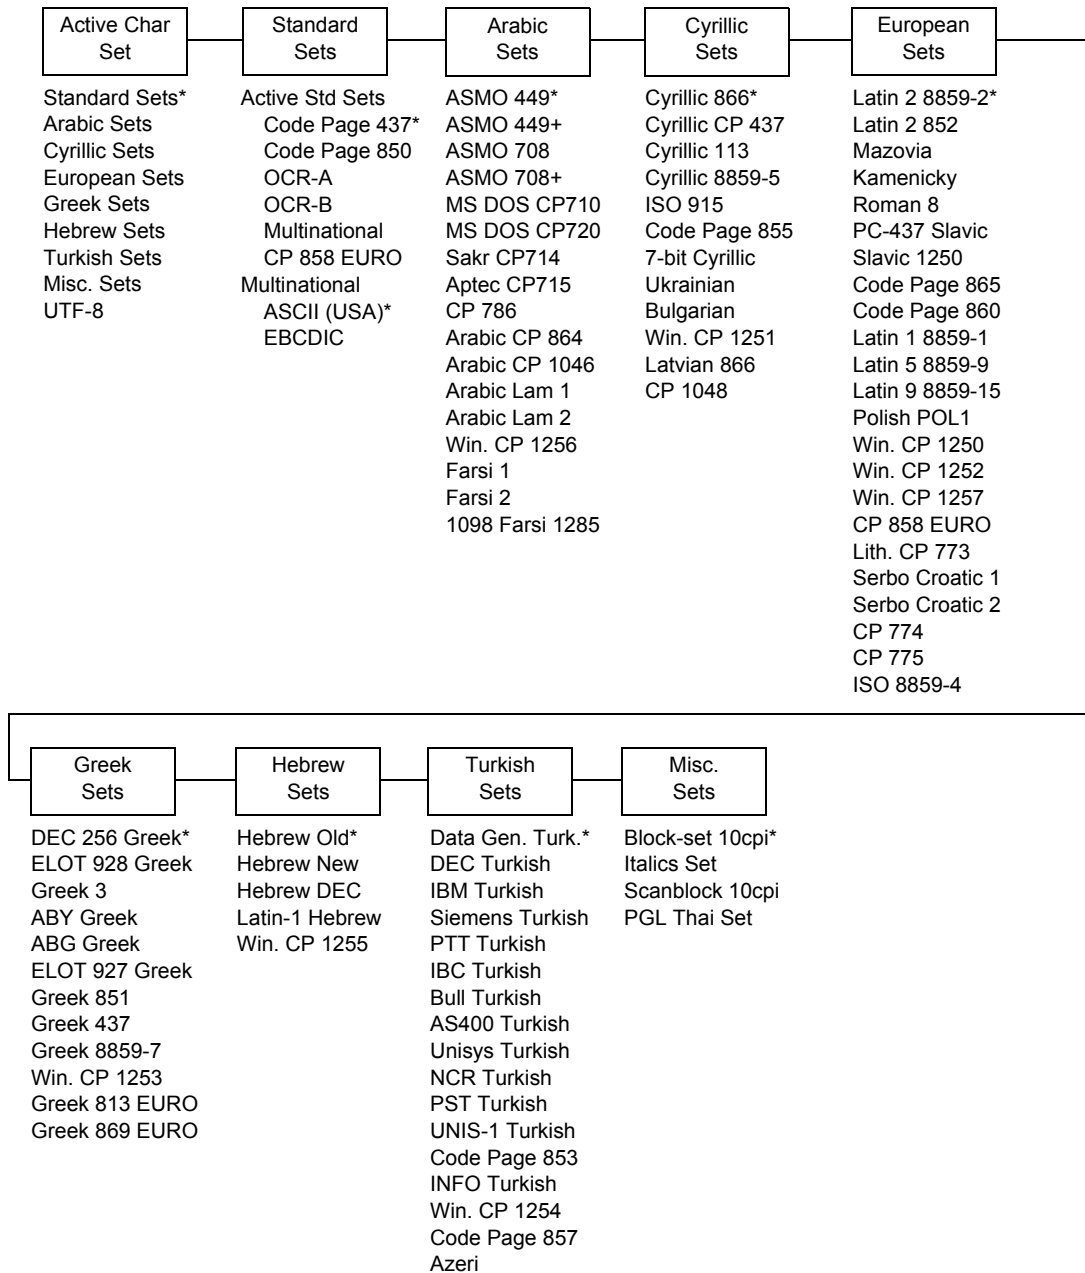 Active Char
Set
Standard Sets*
Arabic Sets
Cyrillic Sets
European Sets
Greek Sets
Hebrew Sets
Turkish Sets
Misc. Sets
UTF-8
Standard
Sets
Active Std Sets
Code Page 437*
Code Page 850
OCR-A
OCR-B
Multinational
CP 858 EURO
Multinational
ASCII (USA)*
EBCDIC
Arabic
Sets
ASMO 449*
ASMO 449+
ASMO 708
ASMO 708+
MS DOS CP710
MS DOS CP720
Sakr CP714
Aptec CP715
CP 786
Arabic CP 864
Arabic CP 1046
Arabic Lam 1
Arabic Lam 2
Win. CP 1256
Farsi 1
Farsi 2
1098 Farsi 1285
Cyrillic
Sets
Cyrillic 866*
Cyrillic CP 437
Cyrillic 113
Cyrillic 8859-5
ISO 915
Code Page 855
7-bit Cyrillic
Ukrainian
Bulgarian
Win. CP 1251
Latvian 866
CP 1048
European
Sets
Latin 2 8859-2*
Latin 2 852
Mazovia
Kamenicky
Roman 8
PC-437 Slavic
Slavic 1250
Code Page 865
Code Page 860
Latin 1 8859-1
Latin 5 8859-9
Latin 9 8859-15
Polish POL1
Win. CP 1250
Win. CP 1252
Win. CP 1257
CP 858 EURO
Lith. CP 773
Serbo Croatic 1
Serbo Croatic 2
CP 774
CP 775
ISO 8859-4
Greek
Sets
DEC 256 Greek*
ELOT 928 Greek
Greek 3
ABY Greek
ABG Greek
ELOT 927 Greek
Greek 851
Greek 437
Greek 8859-7
Win. CP 1253
Greek 813 EURO
Greek 869 EURO
Hebrew
Sets
Hebrew Old*
Hebrew New
Hebrew DEC
Latin-1 Hebrew
Win. CP 1255
Turkish
Sets
Data Gen. Turk.*
DEC Turkish
IBM Turkish
Siemens Turkish
PTT Turkish
IBC Turkish
Bull Turkish
AS400 Turkish
Unisys Turkish
NCR Turkish
PST Turkish
UNIS-1 Turkish
Code Page 853
INFO Turkish
Win. CP 1254
Code Page 857
Azeri
Misc.
Sets
Block-set 10cpi*
Italics Set
Scanblock 10cpi
PGL Thai Set